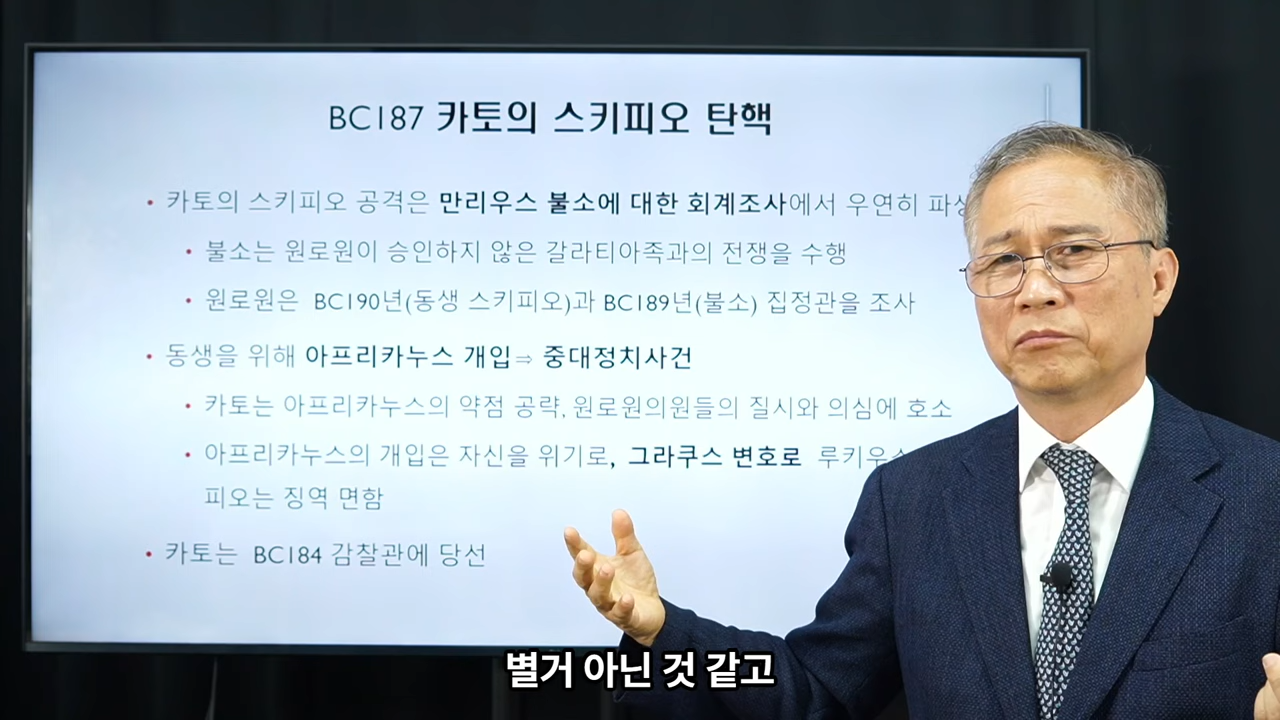 BC187 카토의 스키피오 탄핵
• 카토의 스키피오 공격은 만리우스 불소에 대한 회계조사에서 우연히
• 불소는 원로원이 승인하지 않은 갈라티아족과의 전쟁을 수행
• 원로원은 BC190년(동생 스키피오)과 BC189년(불소) 집정관을 조사
• 동생을 위해 아프리카누스 개입⇒ 중대정치사건
• 카토는 아프리카누스의 약점 공략, 원로원의원들의 질시와 의심에 호소
• 아프리카누스의 개입은 자신을 위기로, 그라쿠스 변호로 루키우스
피오는 징역 면함
• 카토는 BC184 감찰관에 당선
별거 아닌 것 같고